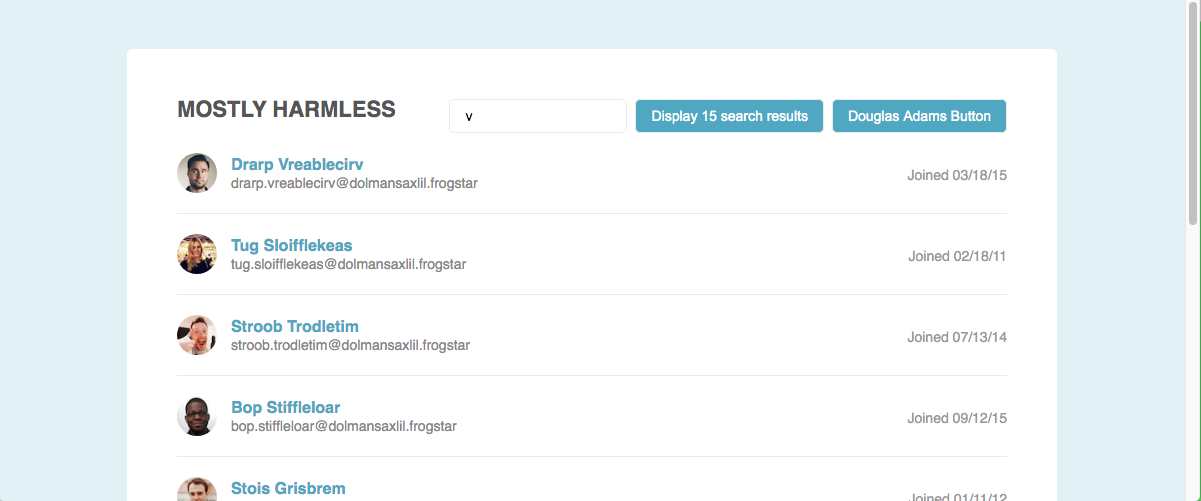 MOSTLY HARMLESS
v
Display 15 search results
Douglas Adams Button
Drarp Vreablecirv
drarp.vreablecirv@dolmansaxlil.frogstar
Joined 03/18/15
Tug Sloifflekeas
tug.sloifflekeas@dolmansaxlil.frogstar
Joined 02/18/11
Stroob Trodletim
stroob.trodletim@dolmansaxlil.frogstar
Joined 07/13/14
Bop Stiffleloar
bop.stiffleloar@dolmansaxlil.frogstar
Joined 09/12/15
Stois Grisbrem
Joined 01/11/12